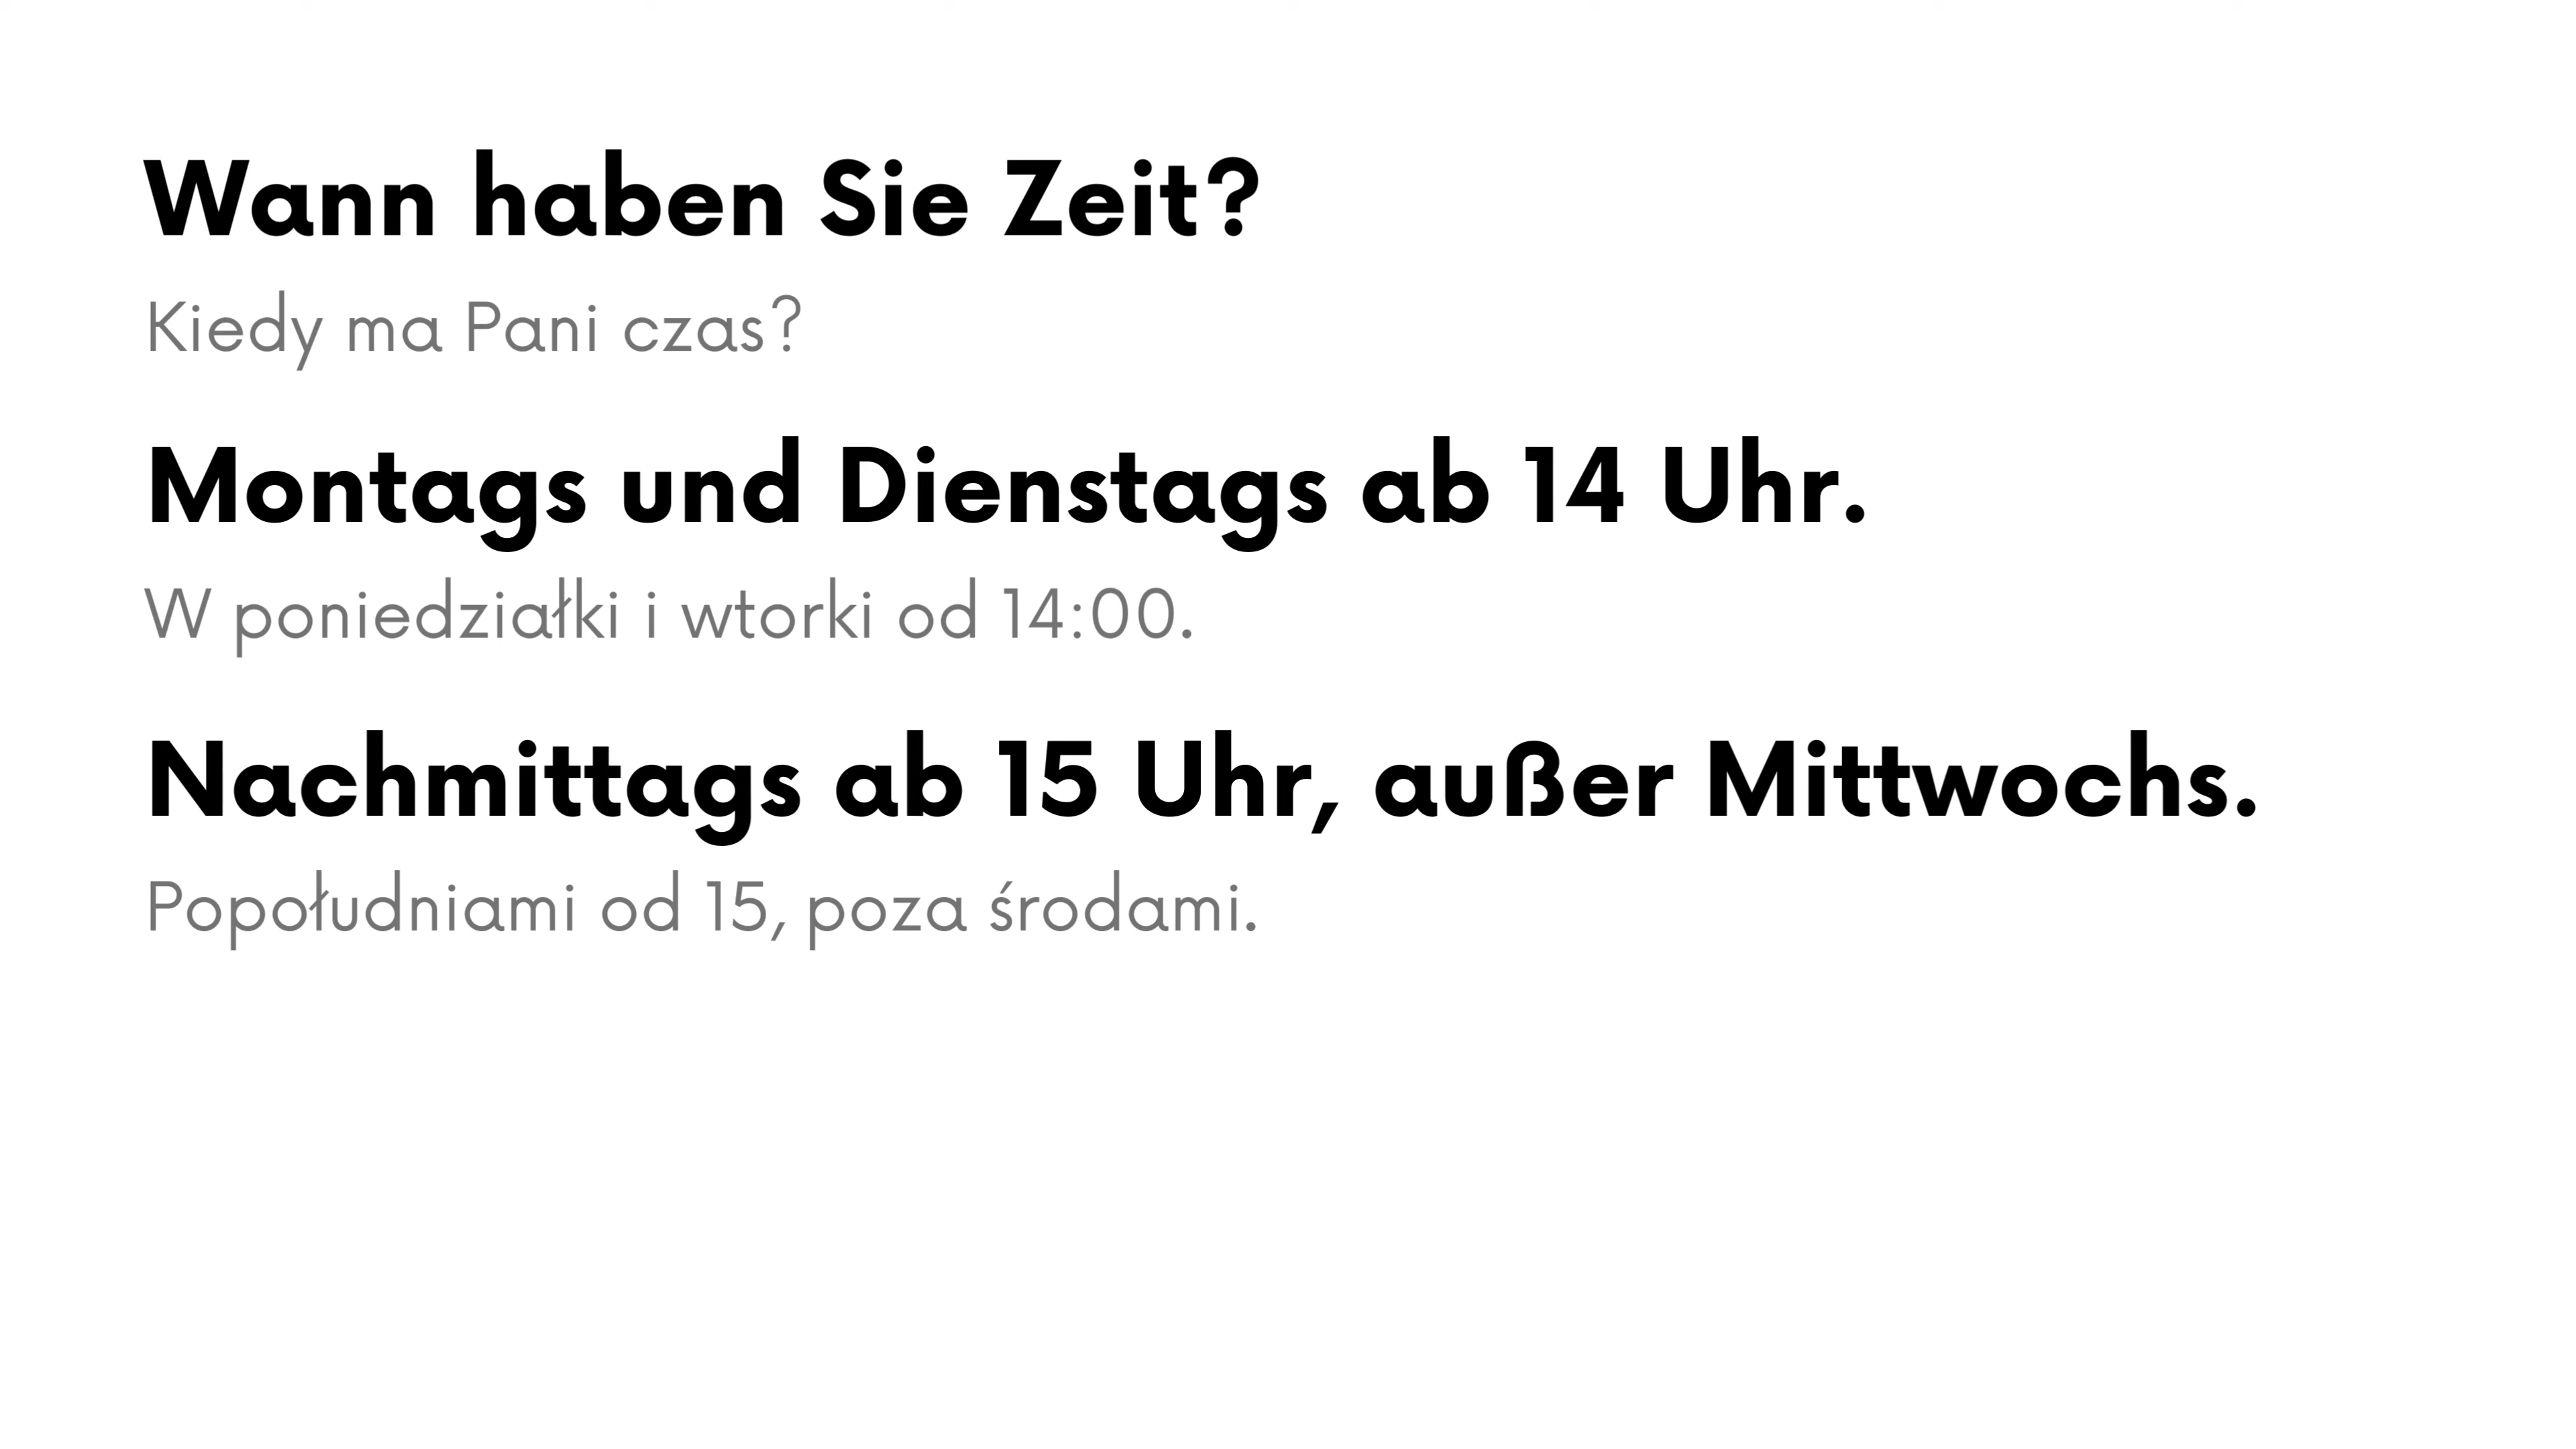 Wann haben Sie Zeit?
Kiedy ma Pani czas?
Montags und Dienstags ab 14 Uhr.
W poniedziałki i wtorki od 14:00.
Nachmittags ab 15 Uhr, außer Mittwochs.
Popołudniami od 15, poza środami.